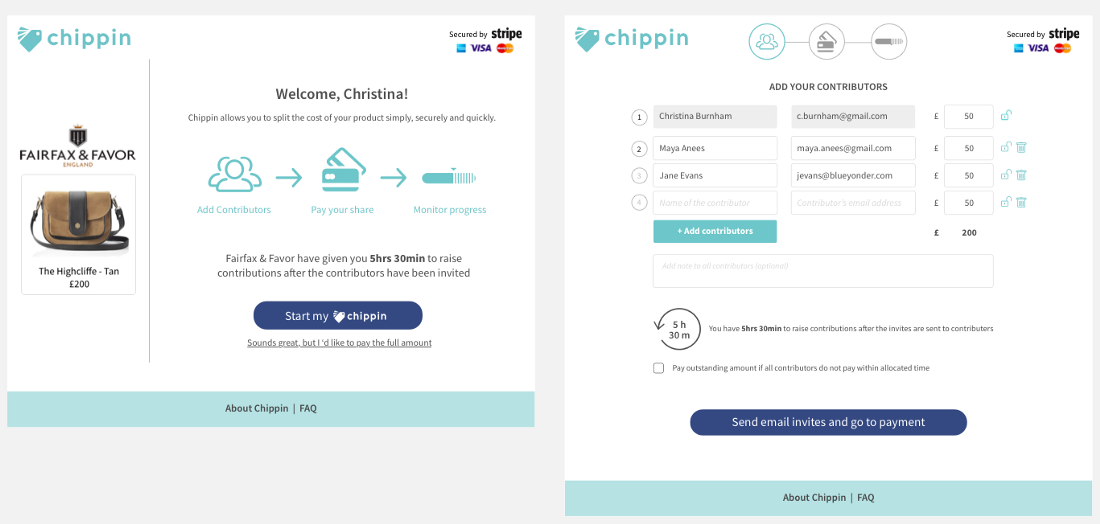 chippin
Secured by stripe
VISA
Welcome, Christina!
Chippin allows you to split the cost of your product simply, securely and quickly.
FAIRFAX & FAVOR
ENGLAND
Add Contributors
Pay your share
Monitor progress
The Highcliffe - Tan
£200
Fairfax & Favor have given you 5hrs 30min to raise
contributions after the contributors have been invited
Start my chippin
Sounds great, but I 'd like to pay the full amount
About Chippin | FAQ
chippin
Secured by stripe
VISA
ADD YOUR CONTRIBUTORS
1 Christina Burnham c.burnham@gmail.com £ 50
2 Maya Anees maya.anees@gmail.com £ 50
3 Jane Evans jevans@blueyonder.com £ 50
4 Name of the contributor Contributor's email address £ 50
+ Add contributors £ 200
Add note to all contributors (optional)
5 h
30 m
You have 5hrs 30min to raise contributions after the invites are sent to contributers
Pay outstanding amount if all contributors do not pay within allocated time
Send email invites and go to payment
About Chippin | FAQ